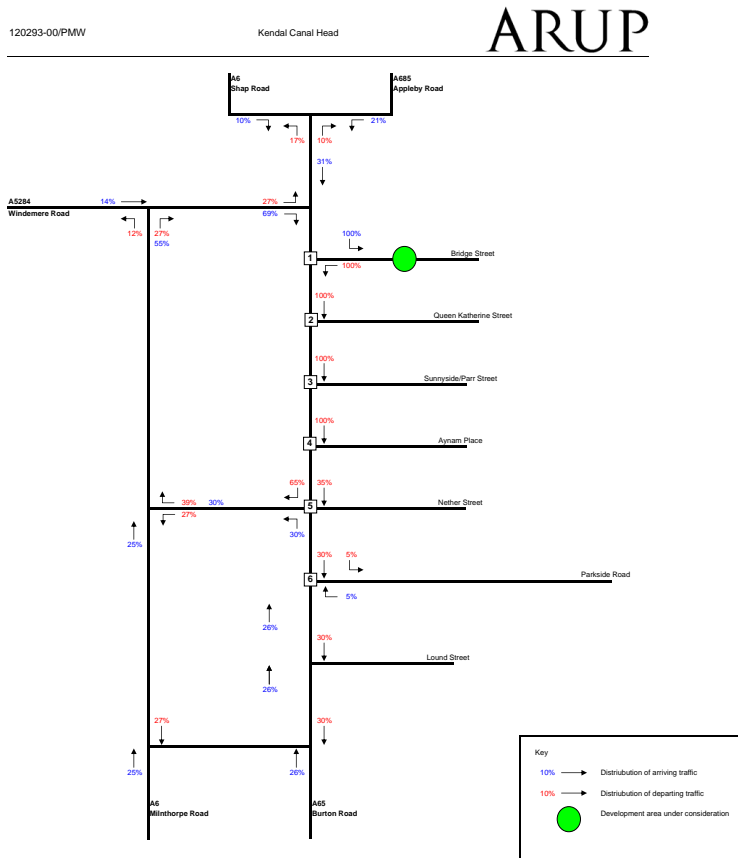 120293-00/PMW
Kendal Canal Head
ARUP
A6
Shap Road
A685
Appleby Road
10%
17%
10%
21%
31%
A5284
Windemere Road
14%
27%
69%
12%
27%
55%
100%
1
Bridge Street
100%
100%
2
Queen Katherine Street
100%
3
Sunnyside/Parr Street
100%
4
Aynam Place
65%
35%
39%
30%
5
Nether Street
27%
30%
25%
30%
5%
6
Parkside Road
5%
26%
30%
Lound Street
26%
27%
30%
25%
26%
A6
Milnthorpe Road
A65
Burton Road
Key
10%
Distriubution of arriving traffic
10%
Distriubution of departing traffic
Development area under consideration